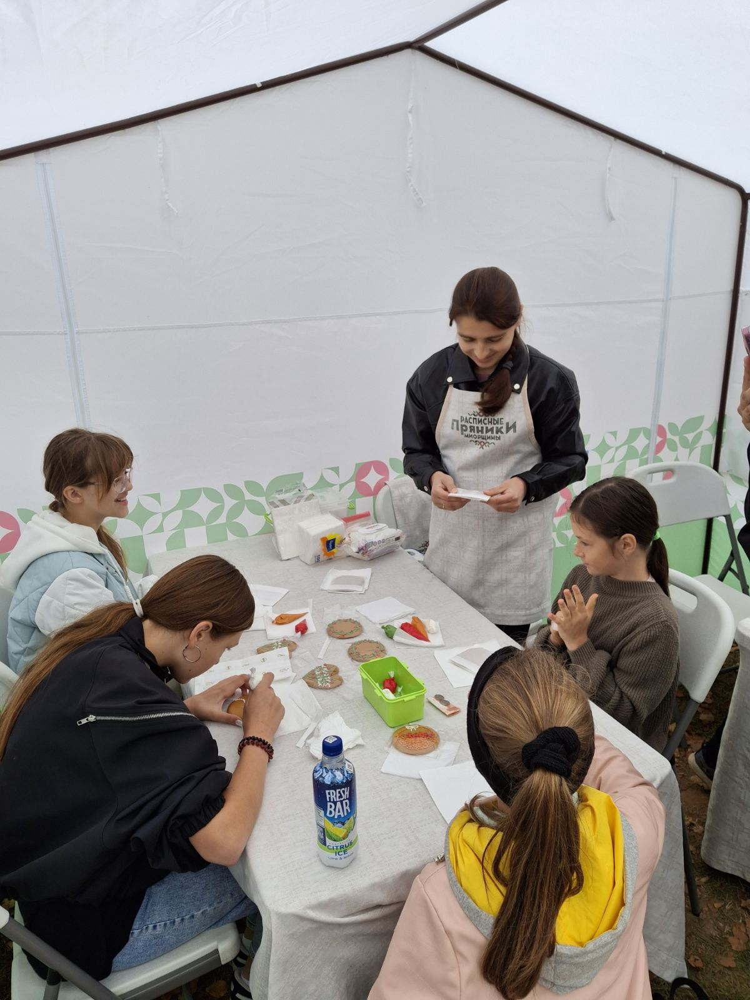 РАСПИСНЫЕ
ПРЯНИКИ
МИОРЩИНЫ
FRESH
BAR
CITRUS
ICE
Lime & lemon